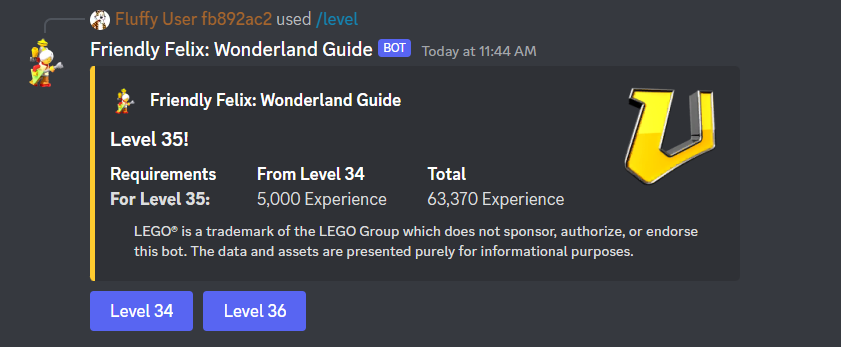 Fluffy User fb892ac2 used /level
Friendly Felix: Wonderland Guide BOT Today at 11:44 AM
Friendly Felix: Wonderland Guide
Level 35!
Requirements From Level 34 Total
For Level 35: 5,000 Experience 63,370 Experience
LEGO® is a trademark of the LEGO Group which does not sponsor, authorize, or endorse
this bot. The data and assets are presented purely for informational purposes.
Level 34 Level 36